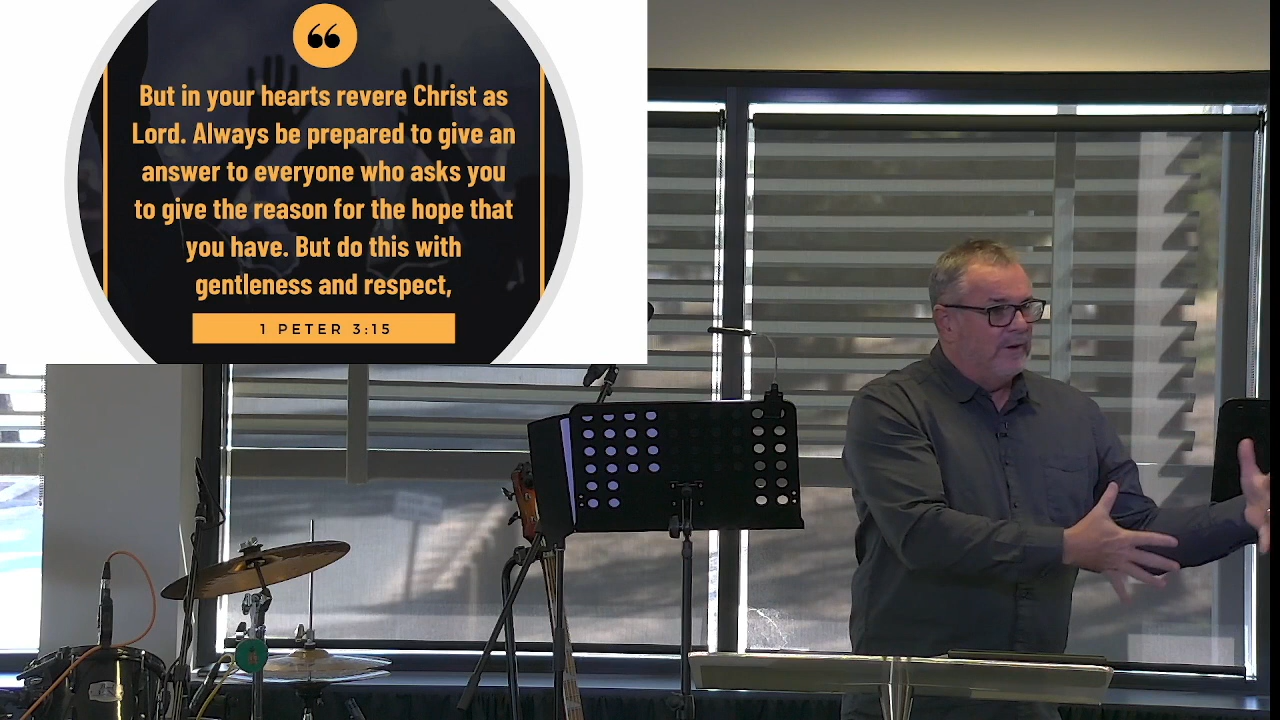 But in your hearts revere Christ as
Lord. Always be prepared to give an
answer to everyone who asks you
to give the reason for the hope that
you have. But do this with
gentleness and respect,
1 PETER 3:15